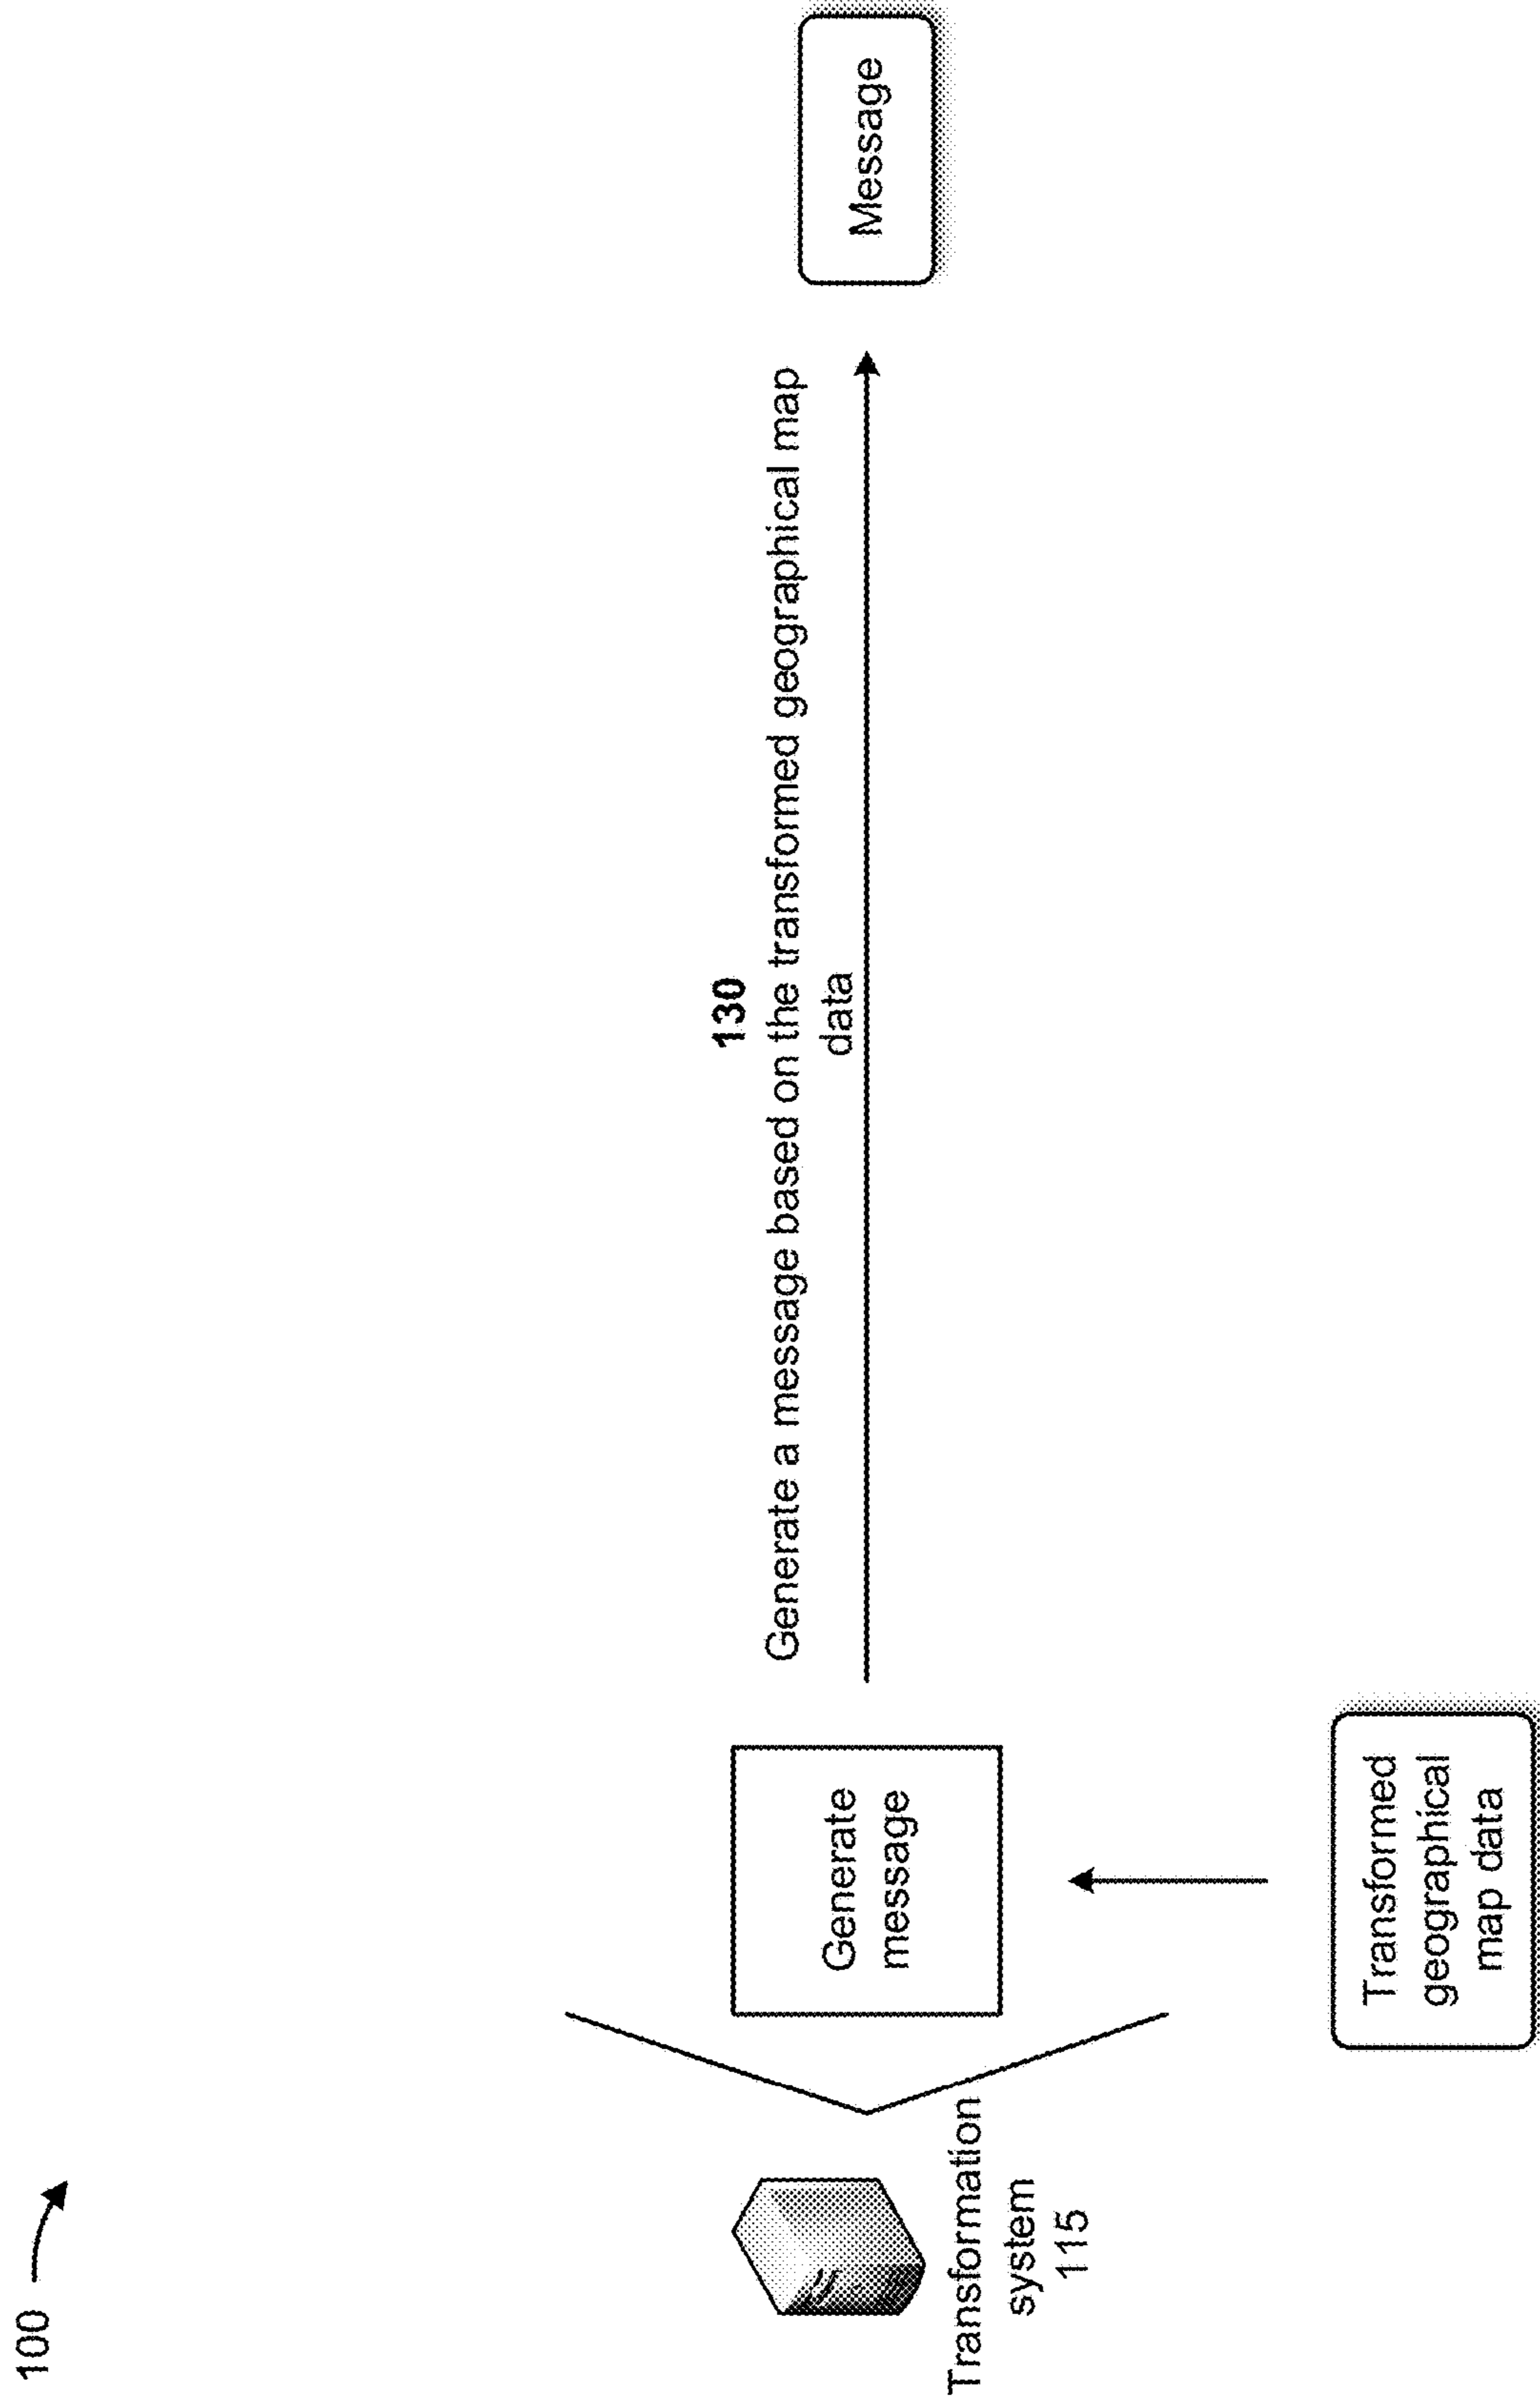 100
130
Generate a message based on the transformed geographical map
data
Message
Generate
message
Transformation
system
115
Transformed
geographical
map data